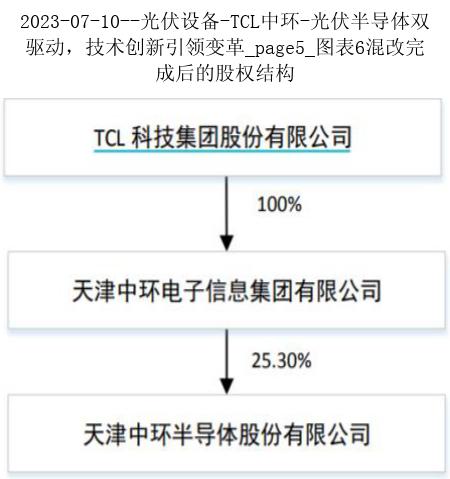 2023-07-10--光伏设备-TCL中环-光伏半导体双
驱动，技术创新引领变革_page5_图表6混改完
成后的股权结构
TCL 科技集团股份有限公司
100%
天津中环电子信息集团有限公司
25.30%
天津中环半导体股份有限公司